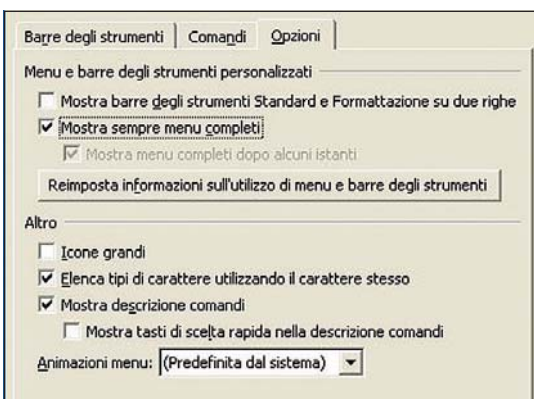 Barre degli strumenti Comandi Opzioni
Menu e barre degli strumenti personalizzati
Mostra barre degli strumenti Standard e Formattazione su due righe
Mostra sempre menu completi
Mostra menu completi dopo alcuni istanti
Reimposta informazioni sull'utilizzo di menu e barre degli strumenti
Altro
Icone grandi
Elenca tipi di carattere utilizzando il carattere stesso
Mostra descrizione comandi
Mostra tasti di scelta rapida nella descrizione comandi
Animazioni menu: (Predefinita dal sistema)